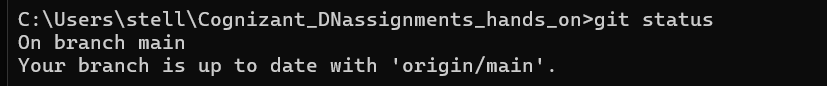 C:\Users\stell\Cognizant_DNassignments_hands_on>git status
On branch main
Your branch is up to date with 'origin/main'.